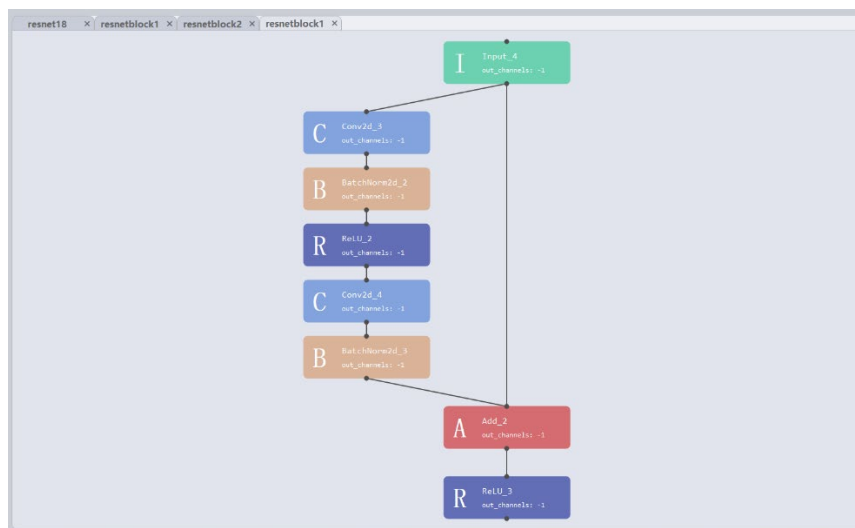 resnet18 × resnetblock1 × resnetblock2 × resnetblock1 ×
I
Input_4
out_channels: -1
C
Conv2d_3
out_channels: -1
B
BatchNorm2d_2
out_channels: -1
R
ReLU_2
out_channels: -1
C
Conv2d_4
out_channels: -1
B
BatchNorm2d_3
out_channels: -1
A
Add_2
out_channels: -1
R
ReLU_3
out_channels: -1